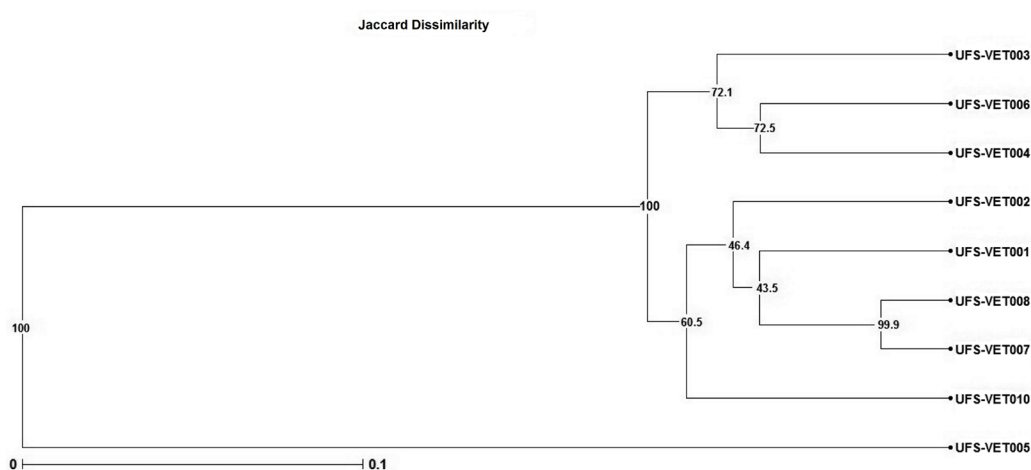 Jaccard Dissimilarity
UFS-VET003
72.1
UFS-VET006
72.5
UFS-VET004
UFS-VET002
100
46.4
UFS-VET001
43.5
UFS-VET008
60.5
99.9
100
UFS-VET007
UFS-VET010
UFS-VET005
0
0.1